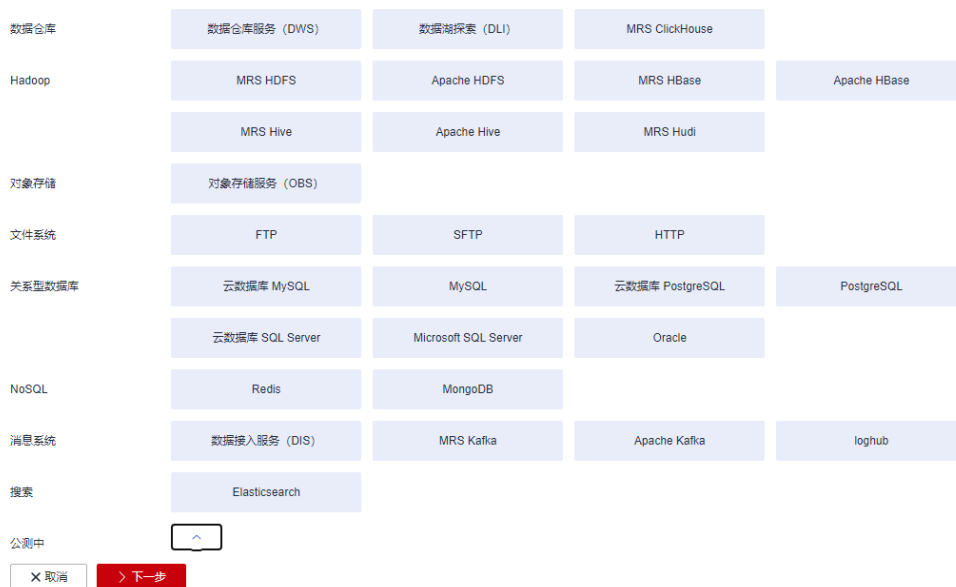 数据仓库 数据仓库服务（DWS） 数据湖探索（DLI） MRS ClickHouse
Hadoop MRS HDFS Apache HDFS MRS HBase Apache HBase
MRS Hive Apache Hive MRS Hudi
对象存储 对象存储服务（OBS）
文件系统 FTP SFTP HTTP
关系型数据库 云数据库 MySQL MySQL 云数据库 PostgreSQL PostgreSQL
云数据库 SQL Server Microsoft SQL Server Oracle
NoSQL Redis MongoDB
消息系统 数据接入服务（DIS） MRS Kafka Apache Kafka loghub
搜索 Elasticsearch
公测中
取消 下一步